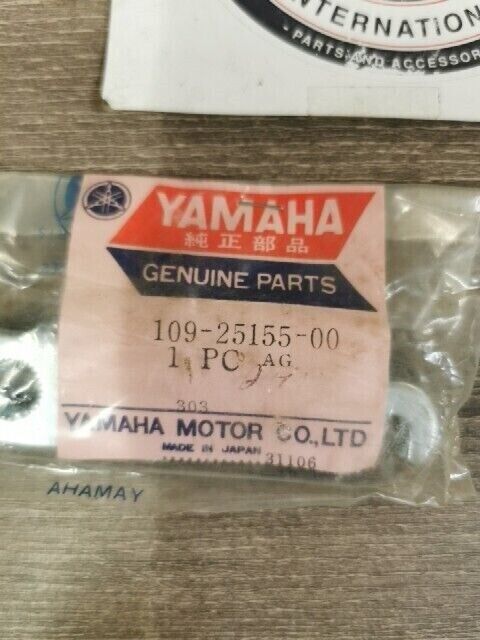 INTERNATION
- PARTS AND ACCESSOR
YAMAHA
純正部品
GENUINE PARTS
109-25155-00
1 PC AG
303
YAMAHA MOTOR CO.,LTD
MADE IN JAPAN
31106
YAMAHA